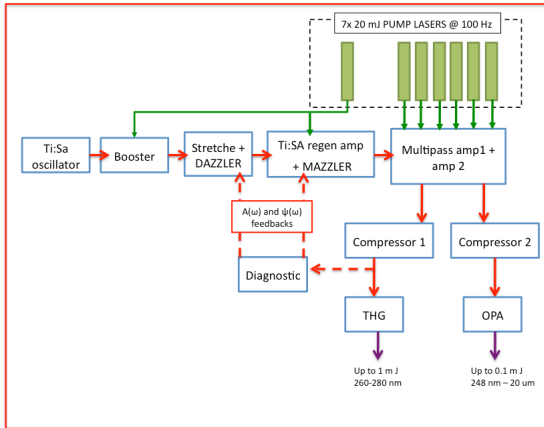 7x 20 mJ PUMP LASERS @ 100 Hz
Ti:Sa
oscillator
Booster
Stretche +
DAZZLER
Ti:SA regen amp
+ MAZZLER
Multipass amp1 +
amp 2
A(ω) and ψ(ω)
feedbacks
Compressor 1
Compressor 2
Diagnostic
THG
OPA
Up to 1 m J
260-280 nm
Up to 0.1 m J
248 nm – 20 um